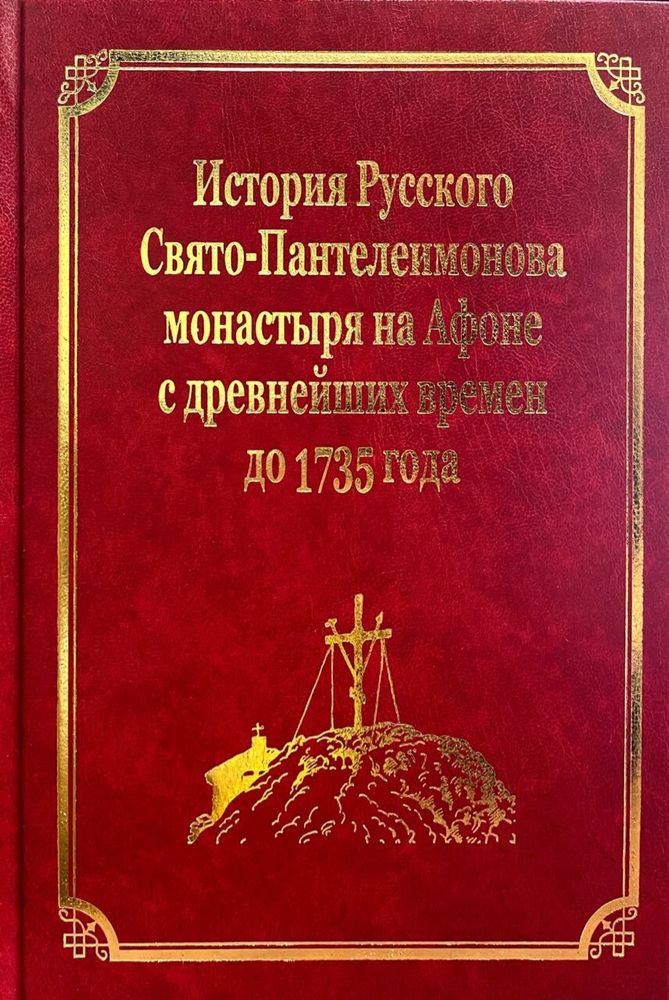 История Русского
Свято-Пантелеимонова
монастыря на Афоне
с древнейших времен
до 1735 года